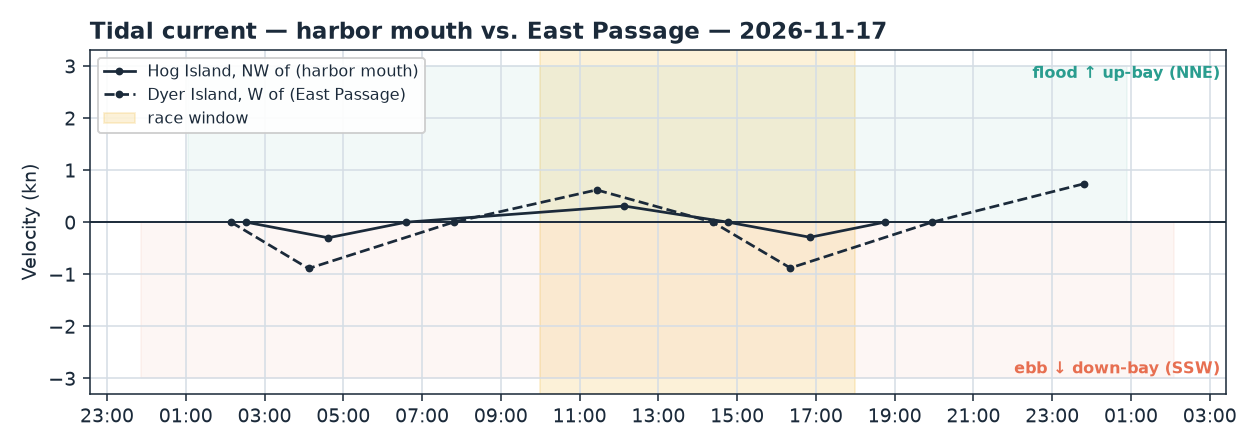 Tidal current — harbor mouth vs. East Passage — 2026-11-17
Hog Island, NW of (harbor mouth)
Dyer Island, W of (East Passage)
race window
flood ↑ up-bay (NNE)
ebb ↓ down-bay (SSW)
Velocity (kn)
3
2
1
0
−1
−2
−3
23:00 01:00 03:00 05:00 07:00 09:00 11:00 13:00 15:00 17:00 19:00 21:00 23:00 01:00 03:00